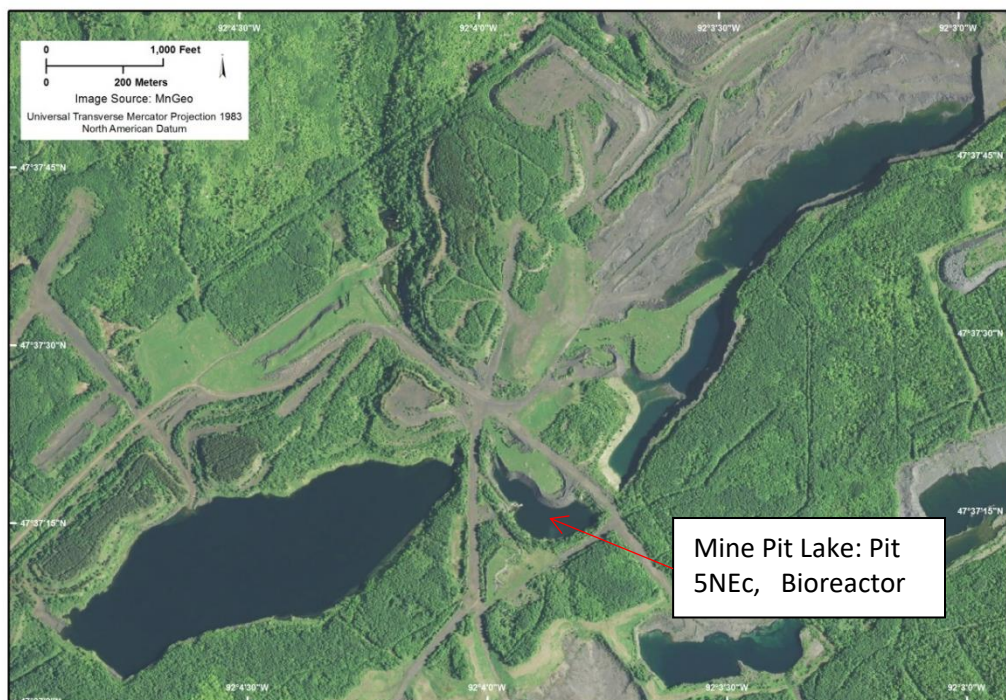 92°4'30"W 92°4'0"W 92°3'30"W 92°3'0"W
0 1,000 Feet
0 200 Meters
Image Source: MnGeo
Universal Transverse Mercator Projection 1983
North American Datum
47°37'45"N 47°37'45"N
47°37'30"N 47°37'30"N
47°37'15"N 47°37'15"N
Mine Pit Lake: Pit
5NEc, Bioreactor
92°4'30"W 92°4'0"W 92°3'30"W 92°3'0"W